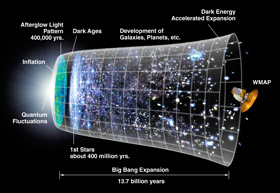 Dark Energy
Accelerated Expansion
Afterglow Light
Pattern
400,000 yrs.
Dark Ages
Development of
Galaxies, Planets, etc.
Inflation
WMAP
Quantum
Fluctuations
1st Stars
about 400 million yrs.
Big Bang Expansion
13.7 billion years